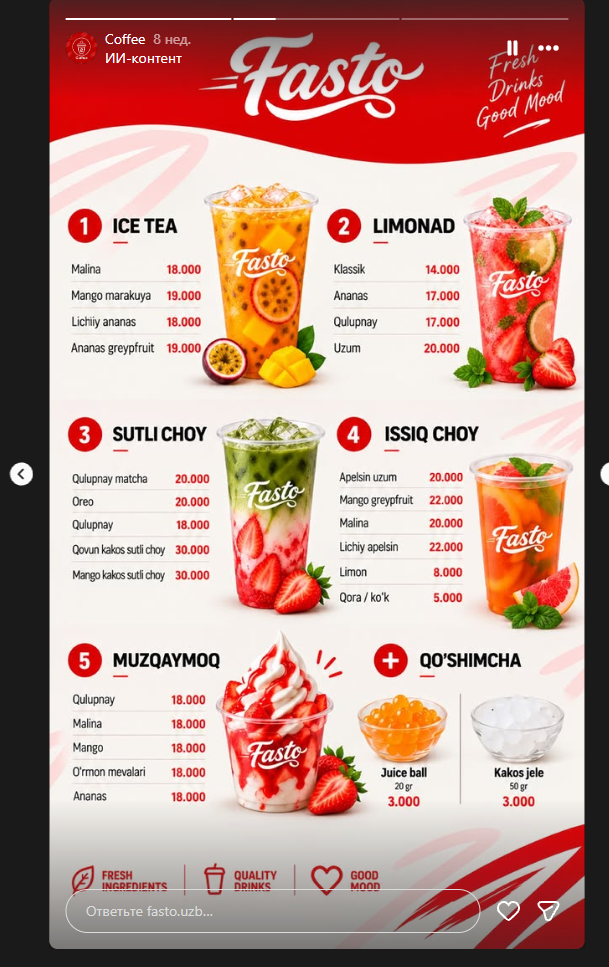 Coffee 8 нед.
ИИ-контент
Fasto
Fresh
Drinks
Good Mood
1 ICE TEA
Malina 18.000
Mango marakuya 19.000
Lichiy ananas 18.000
Ananas greypfruit 19.000
Fasto
2 LIMONAD
Klassik 14.000
Ananas 17.000
Qulupnay 17.000
Uzum 20.000
Fasto
3 SUTLI CHOY
Qulupnay matcha 20.000
Oreo 20.000
Qulupnay 18.000
Qovun kakos sutli choy 30.000
Mango kakos sutli choy 30.000
Fasto
4 ISSIQ CHOY
Apelsin uzum 20.000
Mango greypfruit 22.000
Malina 20.000
Lichiy apelsin 22.000
Limon 8.000
Qora / ko'k 5.000
Fasto
5 MUZQAYMOQ
Qulupnay 18.000
Malina 18.000
Mango 18.000
O'rmon mevalari 18.000
Ananas 18.000
Fasto
+ QO'SHIMCHA
Juice ball
20 gr
3.000
Kakos jele
50 gr
3.000
FRESH
INGREDIENTS
QUALITY
DRINKS
GOOD
MOOD
Ответьте fasto.uzb...